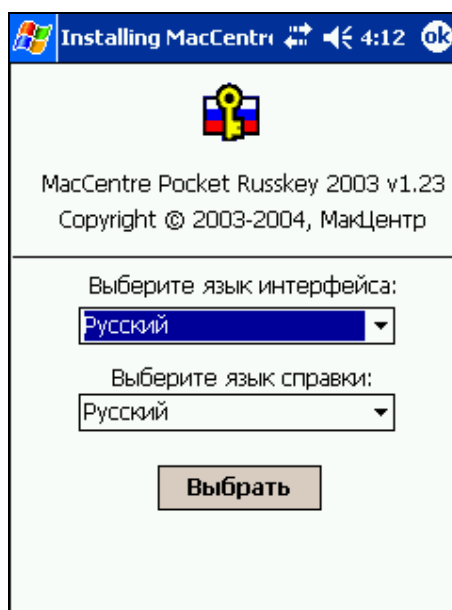 Installing MacCentr 4:12 ok
MacCentre Pocket Russkey 2003 v1.23
Copyright © 2003-2004, МакЦентр
Выберите язык интерфейса:
Русский
Выберите язык справки:
Русский
Выбрать